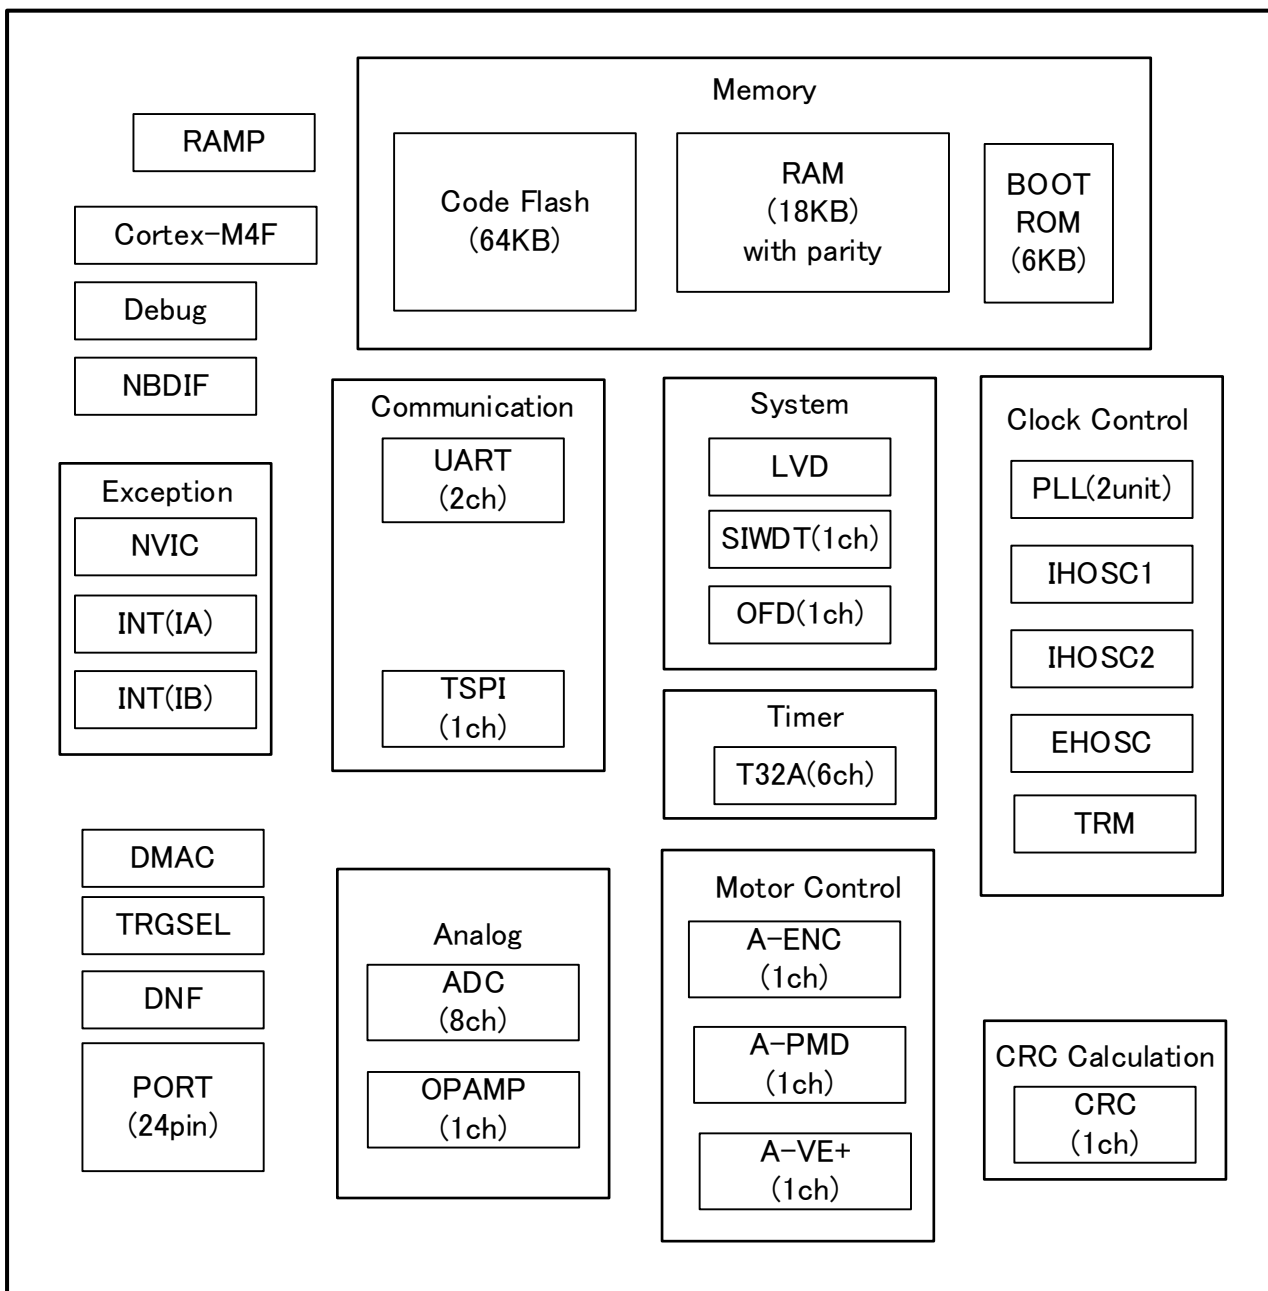 Memory
RAMP
Code Flash
(64KB)
RAM
(18KB)
with parity
BOOT
ROM
(6KB)
Cortex-M4F
Debug
NBDIF
Exception
NVIC
INT(IA)
INT(IB)
Communication
UART
(2ch)
TSPI
(1ch)
System
LVD
SIWDT(1ch)
OFD(1ch)
Timer
T32A(6ch)
Clock Control
PLL(2unit)
IHOSC1
IHOSC2
EHOSC
TRM
DMAC
TRGSEL
DNF
PORT
(24pin)
Analog
ADC
(8ch)
OPAMP
(1ch)
Motor Control
A-ENC
(1ch)
A-PMD
(1ch)
A-VE+
(1ch)
CRC Calculation
CRC
(1ch)